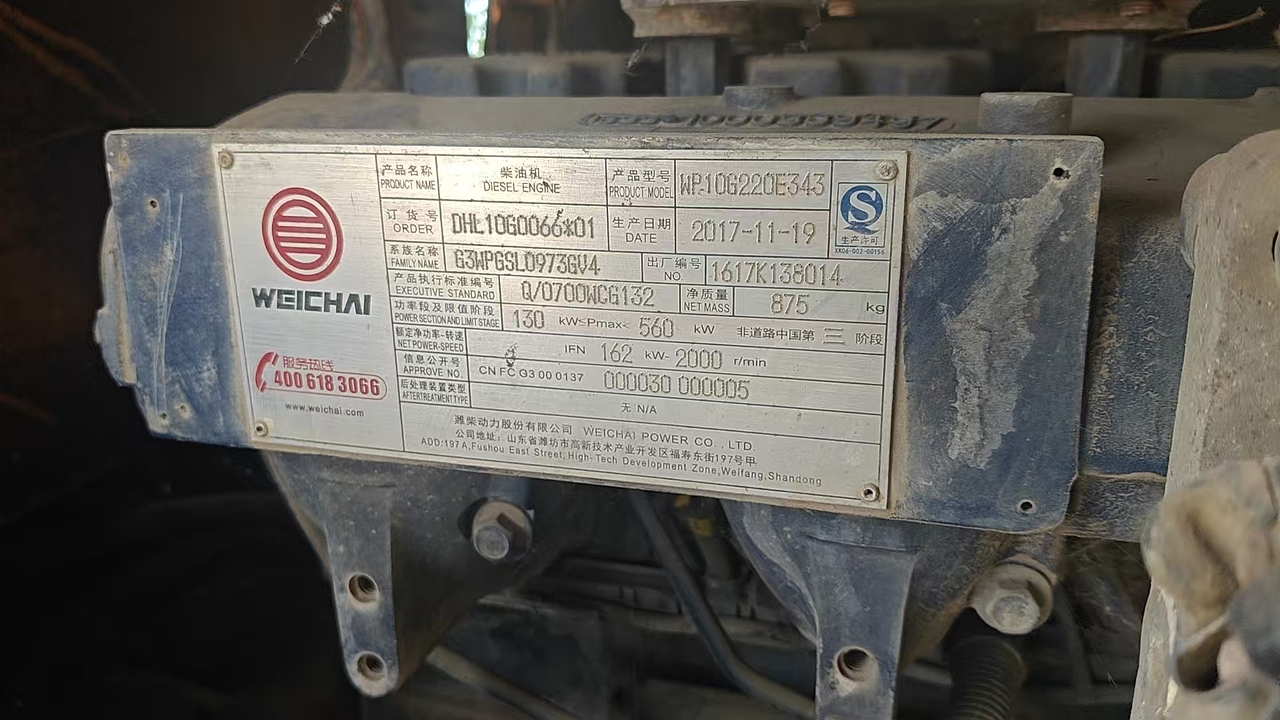 WEICHAI
服务热线
400 618 3066
www.weichai.com
产品名称 柴油机 产品型号 WP10G220E343
PRODUCT NAME DIESEL ENGINE PRODUCT MODEL
订货号 DHL10G0066*01 生产日期 2017-11-19
ORDER DATE
S
生产许可
XK06-002-00156
系族名称 G3WPGSL0973GV4 出厂编号 1617K138014
FAMILY NAME NO.
产品执行标准编号 Q/0700WCG132 净质量 875 kg
EXECUTIVE STANDARD NET MASS
功率段及限值阶段 130 kW≤Pmax< 560 kW 非道路中国第 三 阶段
POWER SECTION AND LIMIT STAGE
额定净功率-转速 IFN 162 kW- 2000 r/min
NET POWER-SPEED
信息公开号 CN FC G3 00 0137 000030 000005
APPROVE NO.
后处理装置类型 无 N/A
AFTERTREATMENT TYPE
潍柴动力股份有限公司 WEICHAI POWER CO.,LTD.
公司地址: 山东省潍坊市高新技术产业开发区福寿东街197号甲
ADD:197 A,Fushou East Street, High-Tech Development Zone,Weifang,Shandong